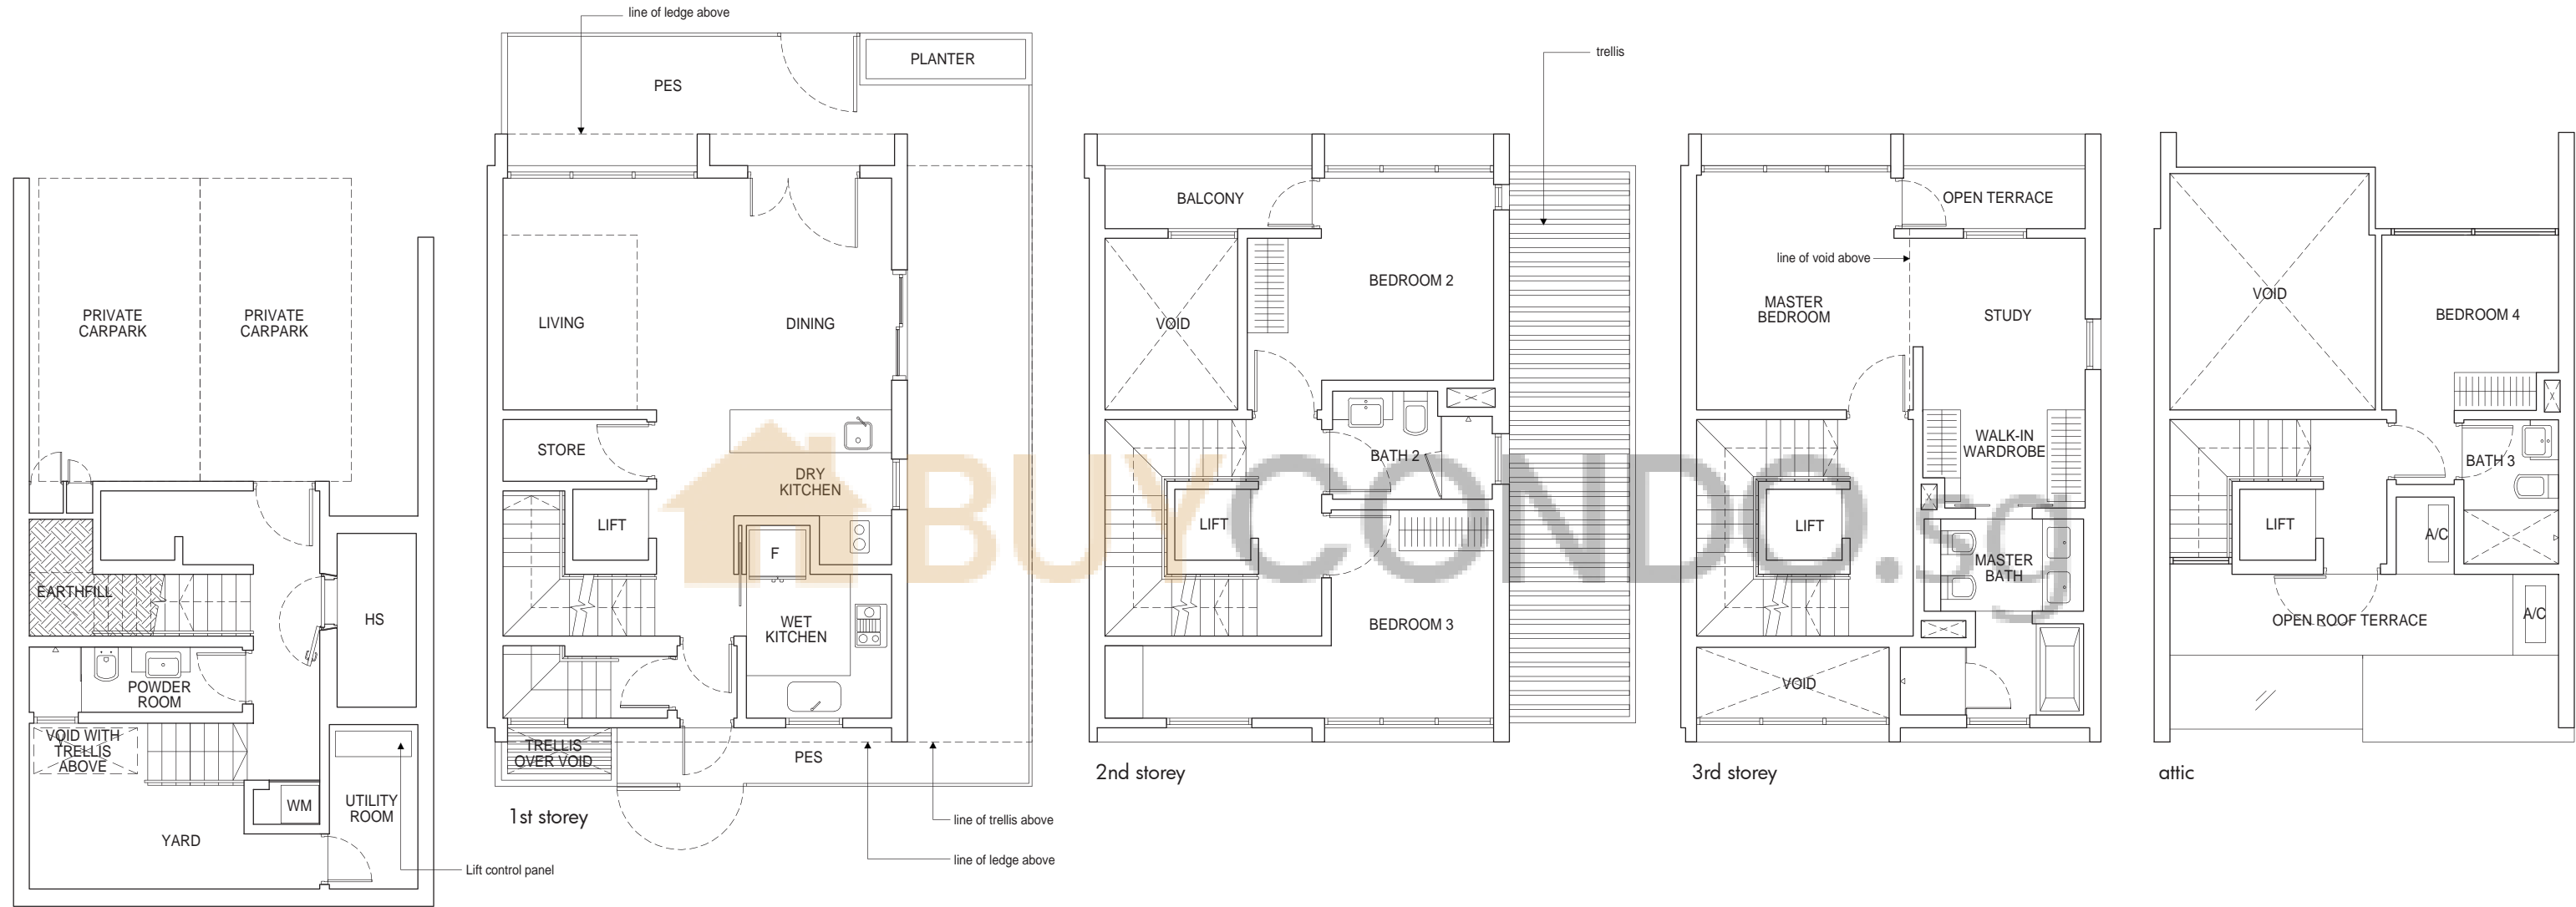 PRIVATE
CARPARK
PRIVATE
CARPARK
EARTHFILL
HS
POWDER
ROOM
VOID WITH
TRELLIS
ABOVE
WM
UTILITY
ROOM
YARD
Lift control panel
line of ledge above
PES
PLANTER
LIVING
DINING
STORE
DRY
KITCHEN
LIFT
F
WET
KITCHEN
TRELLIS
OVER VOID
PES
1st storey
line of trellis above
line of ledge above
trellis
BALCONY
BEDROOM 2
VOID
BATH 2
LIFT
BEDROOM 3
2nd storey
OPEN TERRACE
line of void above
MASTER
BEDROOM
STUDY
WALK-IN
WARDROBE
LIFT
MASTER
BATH
VOID
3rd storey
VOID
BEDROOM 4
BATH 3
LIFT
A/C
A/C
OPEN ROOF TERRACE
attic
BUYCONDO.sg